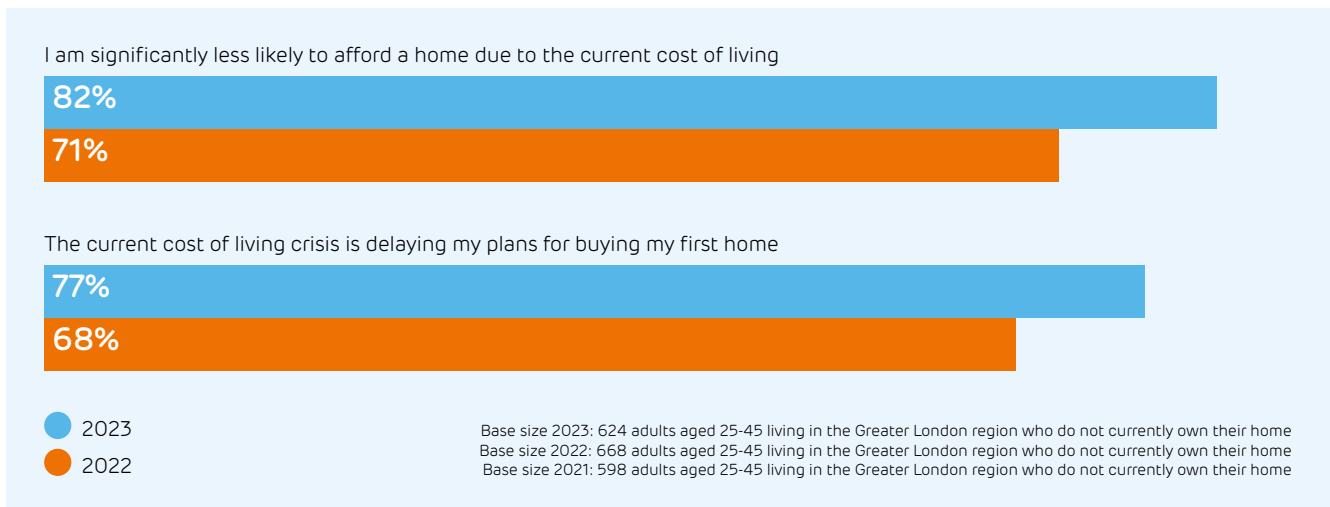 I am significantly less likely to afford a home due to the current cost of living
82%
71%
The current cost of living crisis is delaying my plans for buying my first home
77%
68%
2023
2022
Base size 2023: 624 adults aged 25-45 living in the Greater London region who do not currently own their home
Base size 2022: 668 adults aged 25-45 living in the Greater London region who do not currently own their home
Base size 2021: 598 adults aged 25-45 living in the Greater London region who do not currently own their home